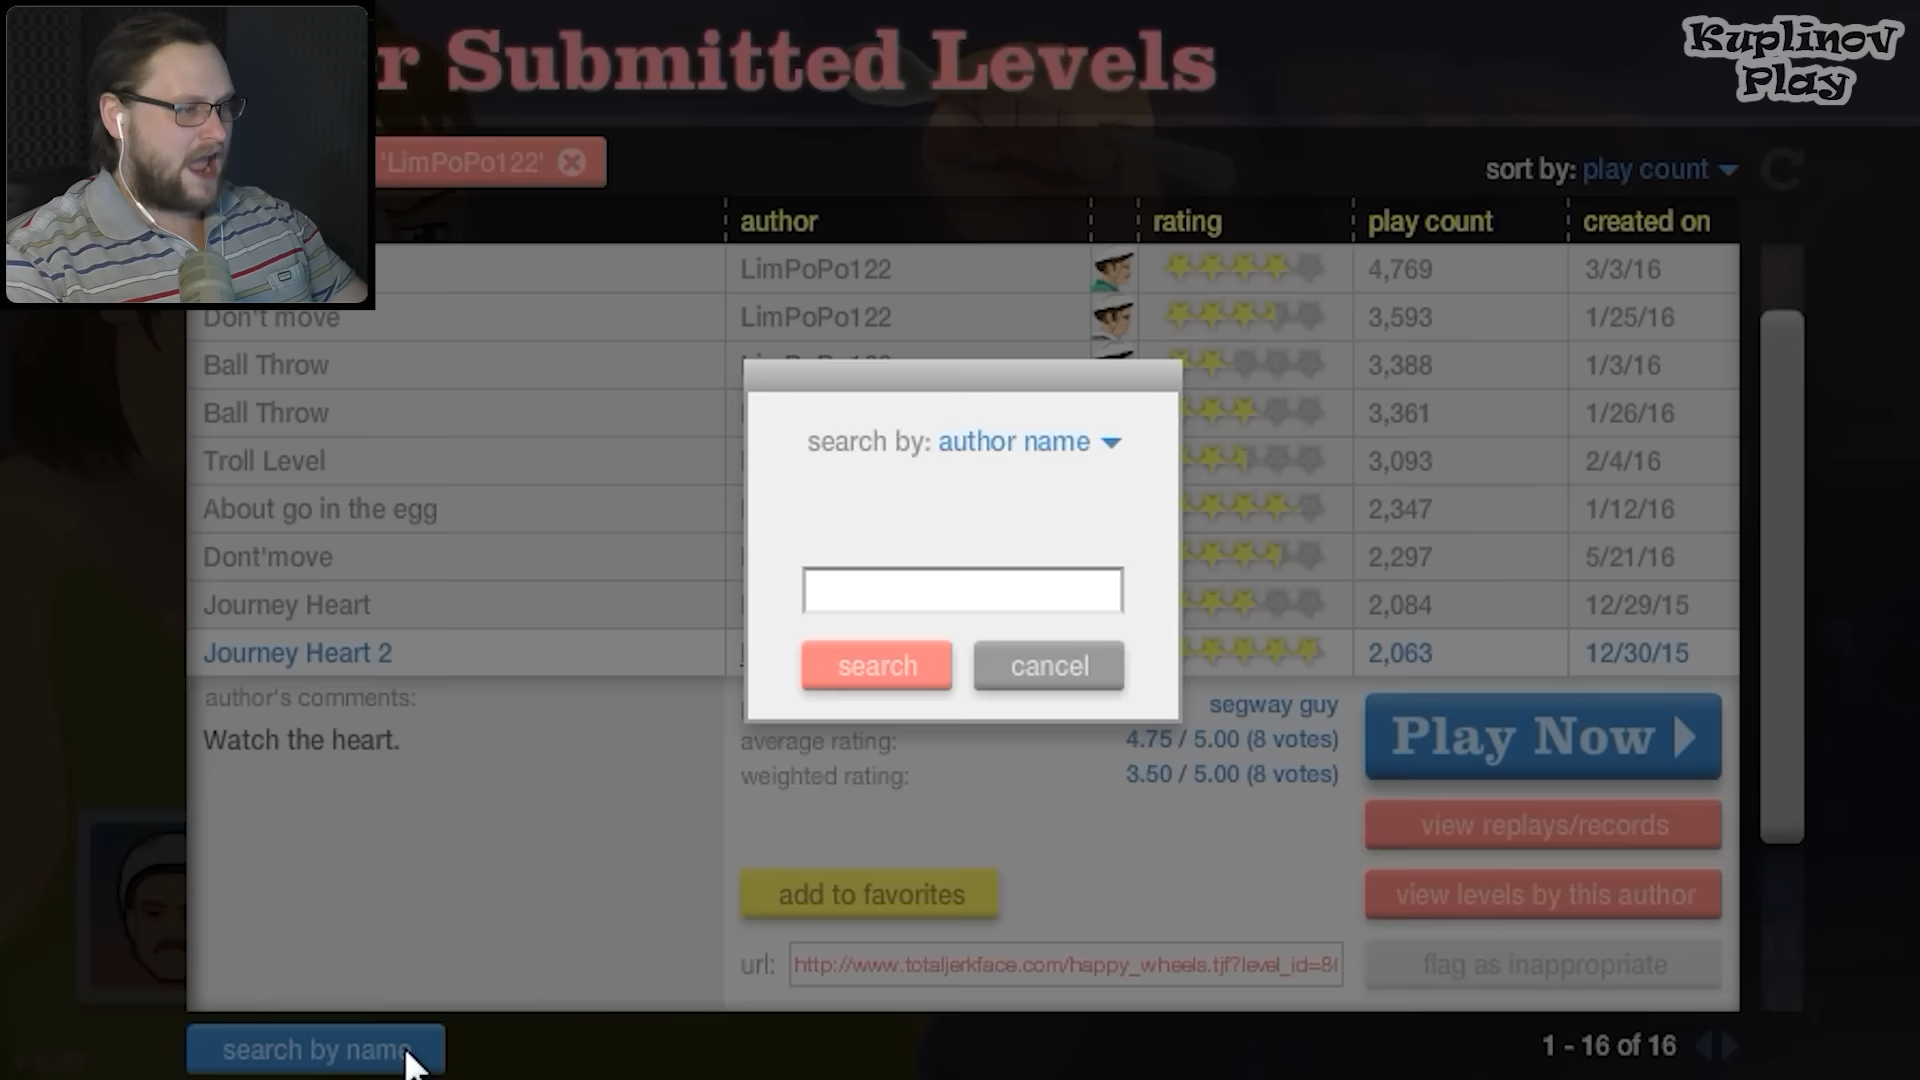 r Submitted Levels
Kuplinov
Play
'LimPoPo122'
sort by: play count
author rating play count created on
LimPoPo122 4,769 3/3/16
Don't move LimPoPo122 3,593 1/25/16
Ball Throw 3,388 1/3/16
Ball Throw 3,361 1/26/16
Troll Level 3,093 2/4/16
About go in the egg 2,347 1/12/16
Dont'move 2,297 5/21/16
Journey Heart 2,084 12/29/15
Journey Heart 2 2,063 12/30/15
search by: author name
search cancel
author's comments:
Watch the heart.
segway guy
average rating: 4.75 / 5.00 (8 votes)
weighted rating: 3.50 / 5.00 (8 votes)
Play Now
view replays/records
add to favorites
view levels by this author
url: http://www.totaljerkface.com/happy_wheels.tjf?level_id=8
flag as inappropriate
search by name
1 - 16 of 16